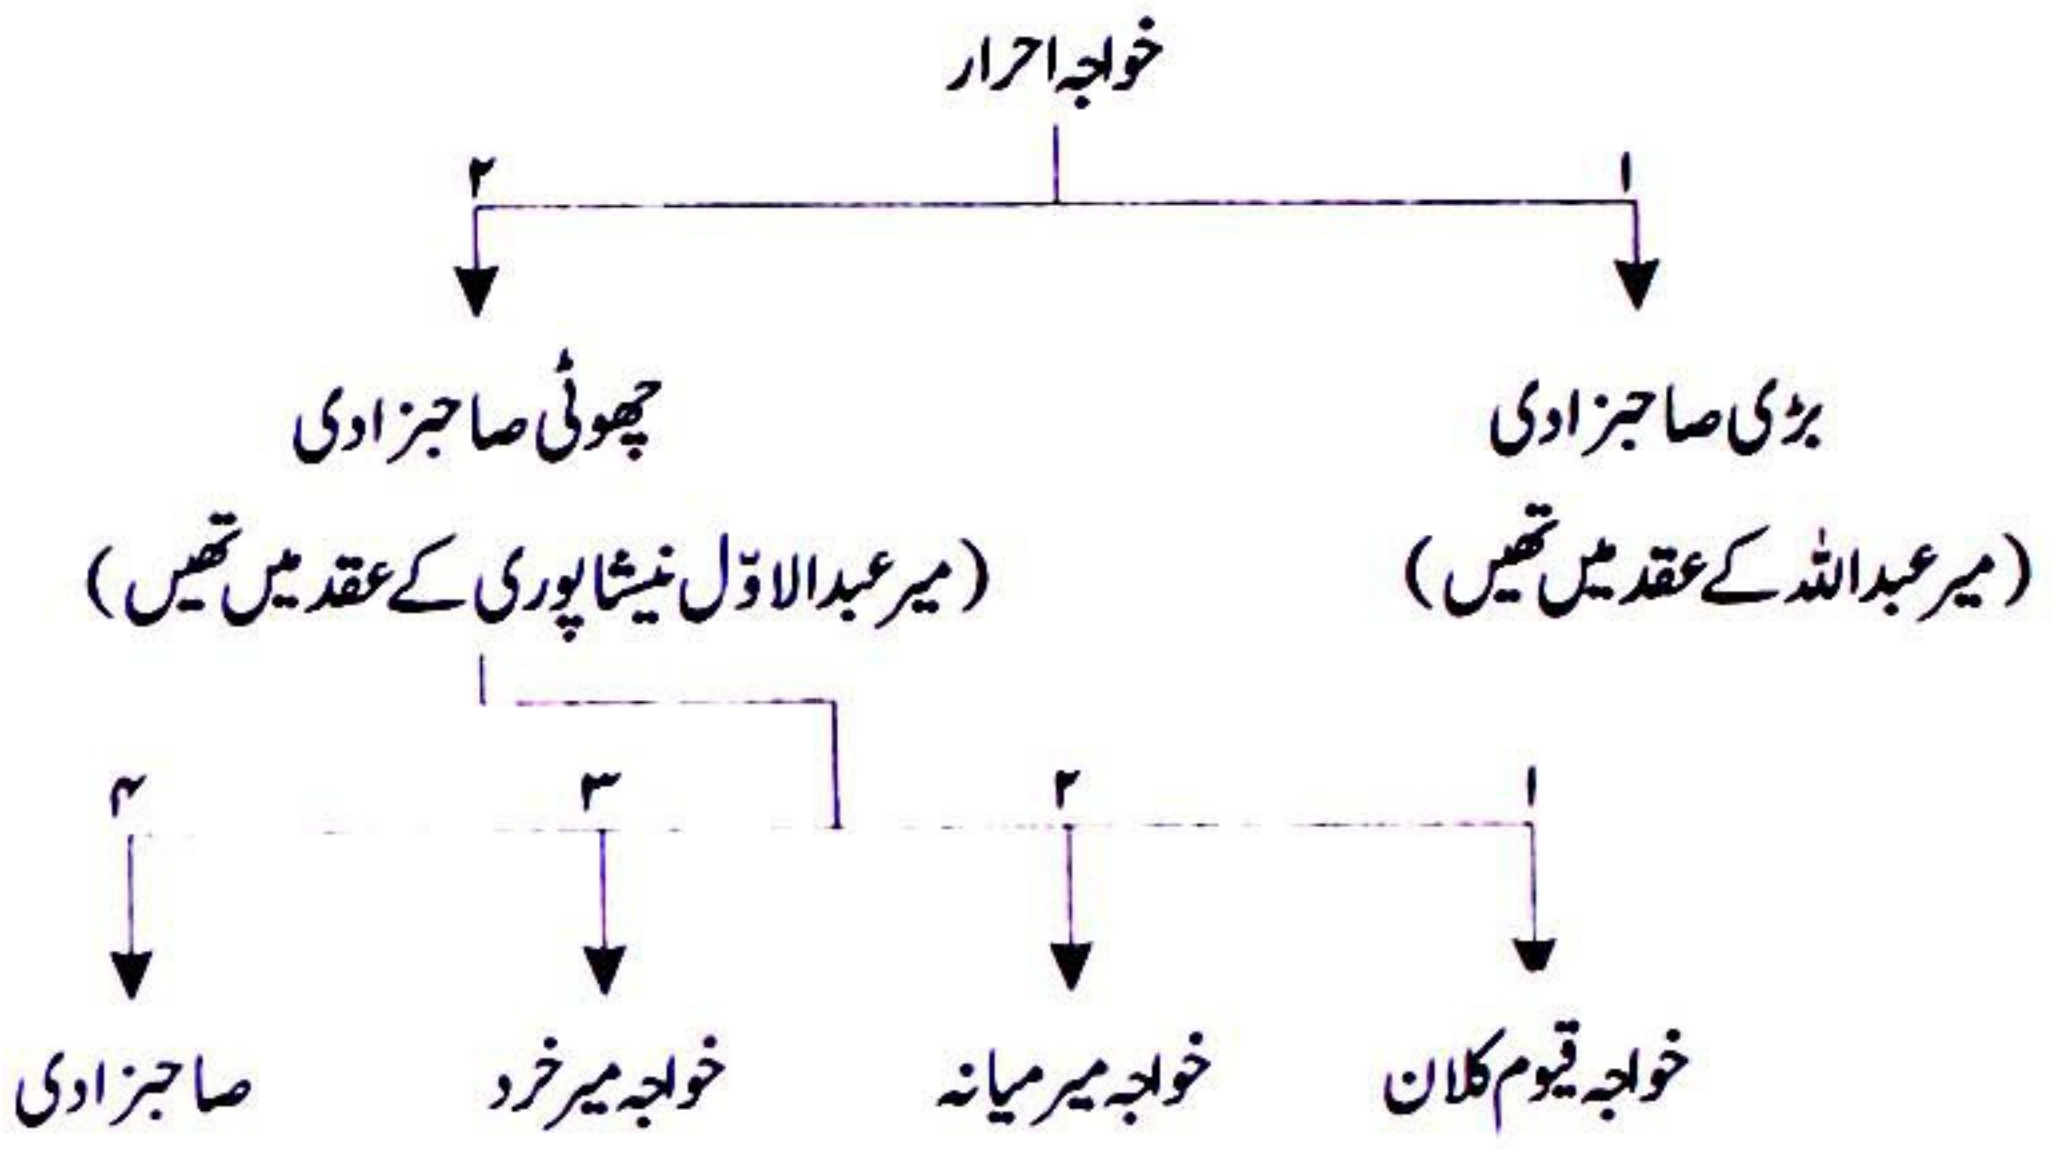 خواجہ احرار
۱ ۲
بڑی صاحبزادی چھوٹی صاحبزادی
(میر عبداللہ کے عقد میں تھیں) (میر عبدالاوّل نیشاپوری کے عقد میں تھیں)
۱ ۲ ۳ ۴
خواجہ قیوم کلان خواجہ میر میانہ خواجہ میر خرد صاحبزادی